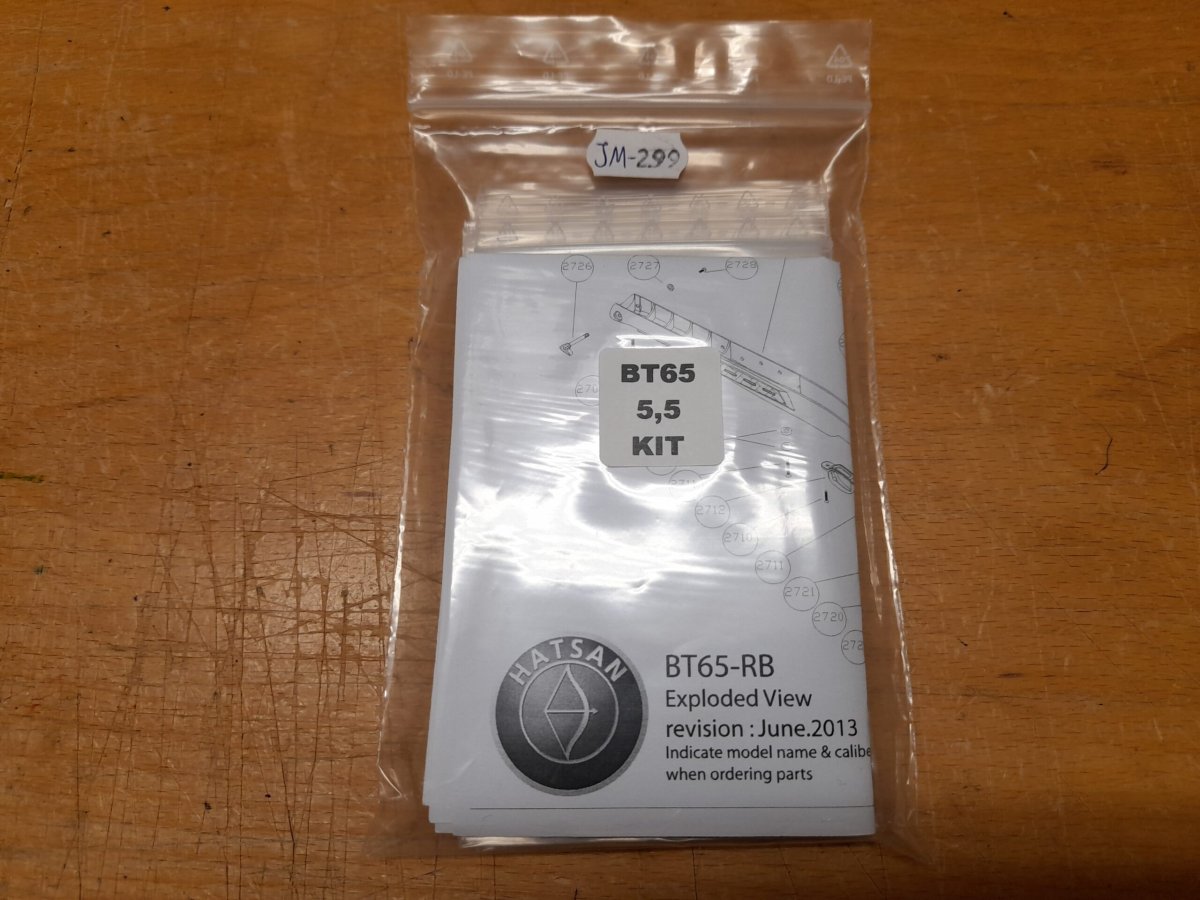 JM-299
2726
2727
2728
BT65
5,5
KIT
2712
2710
2711
2721
2720
HATSAN
BT65-RB
Exploded View
revision : June.2013
Indicate model name & calibe
when ordering parts